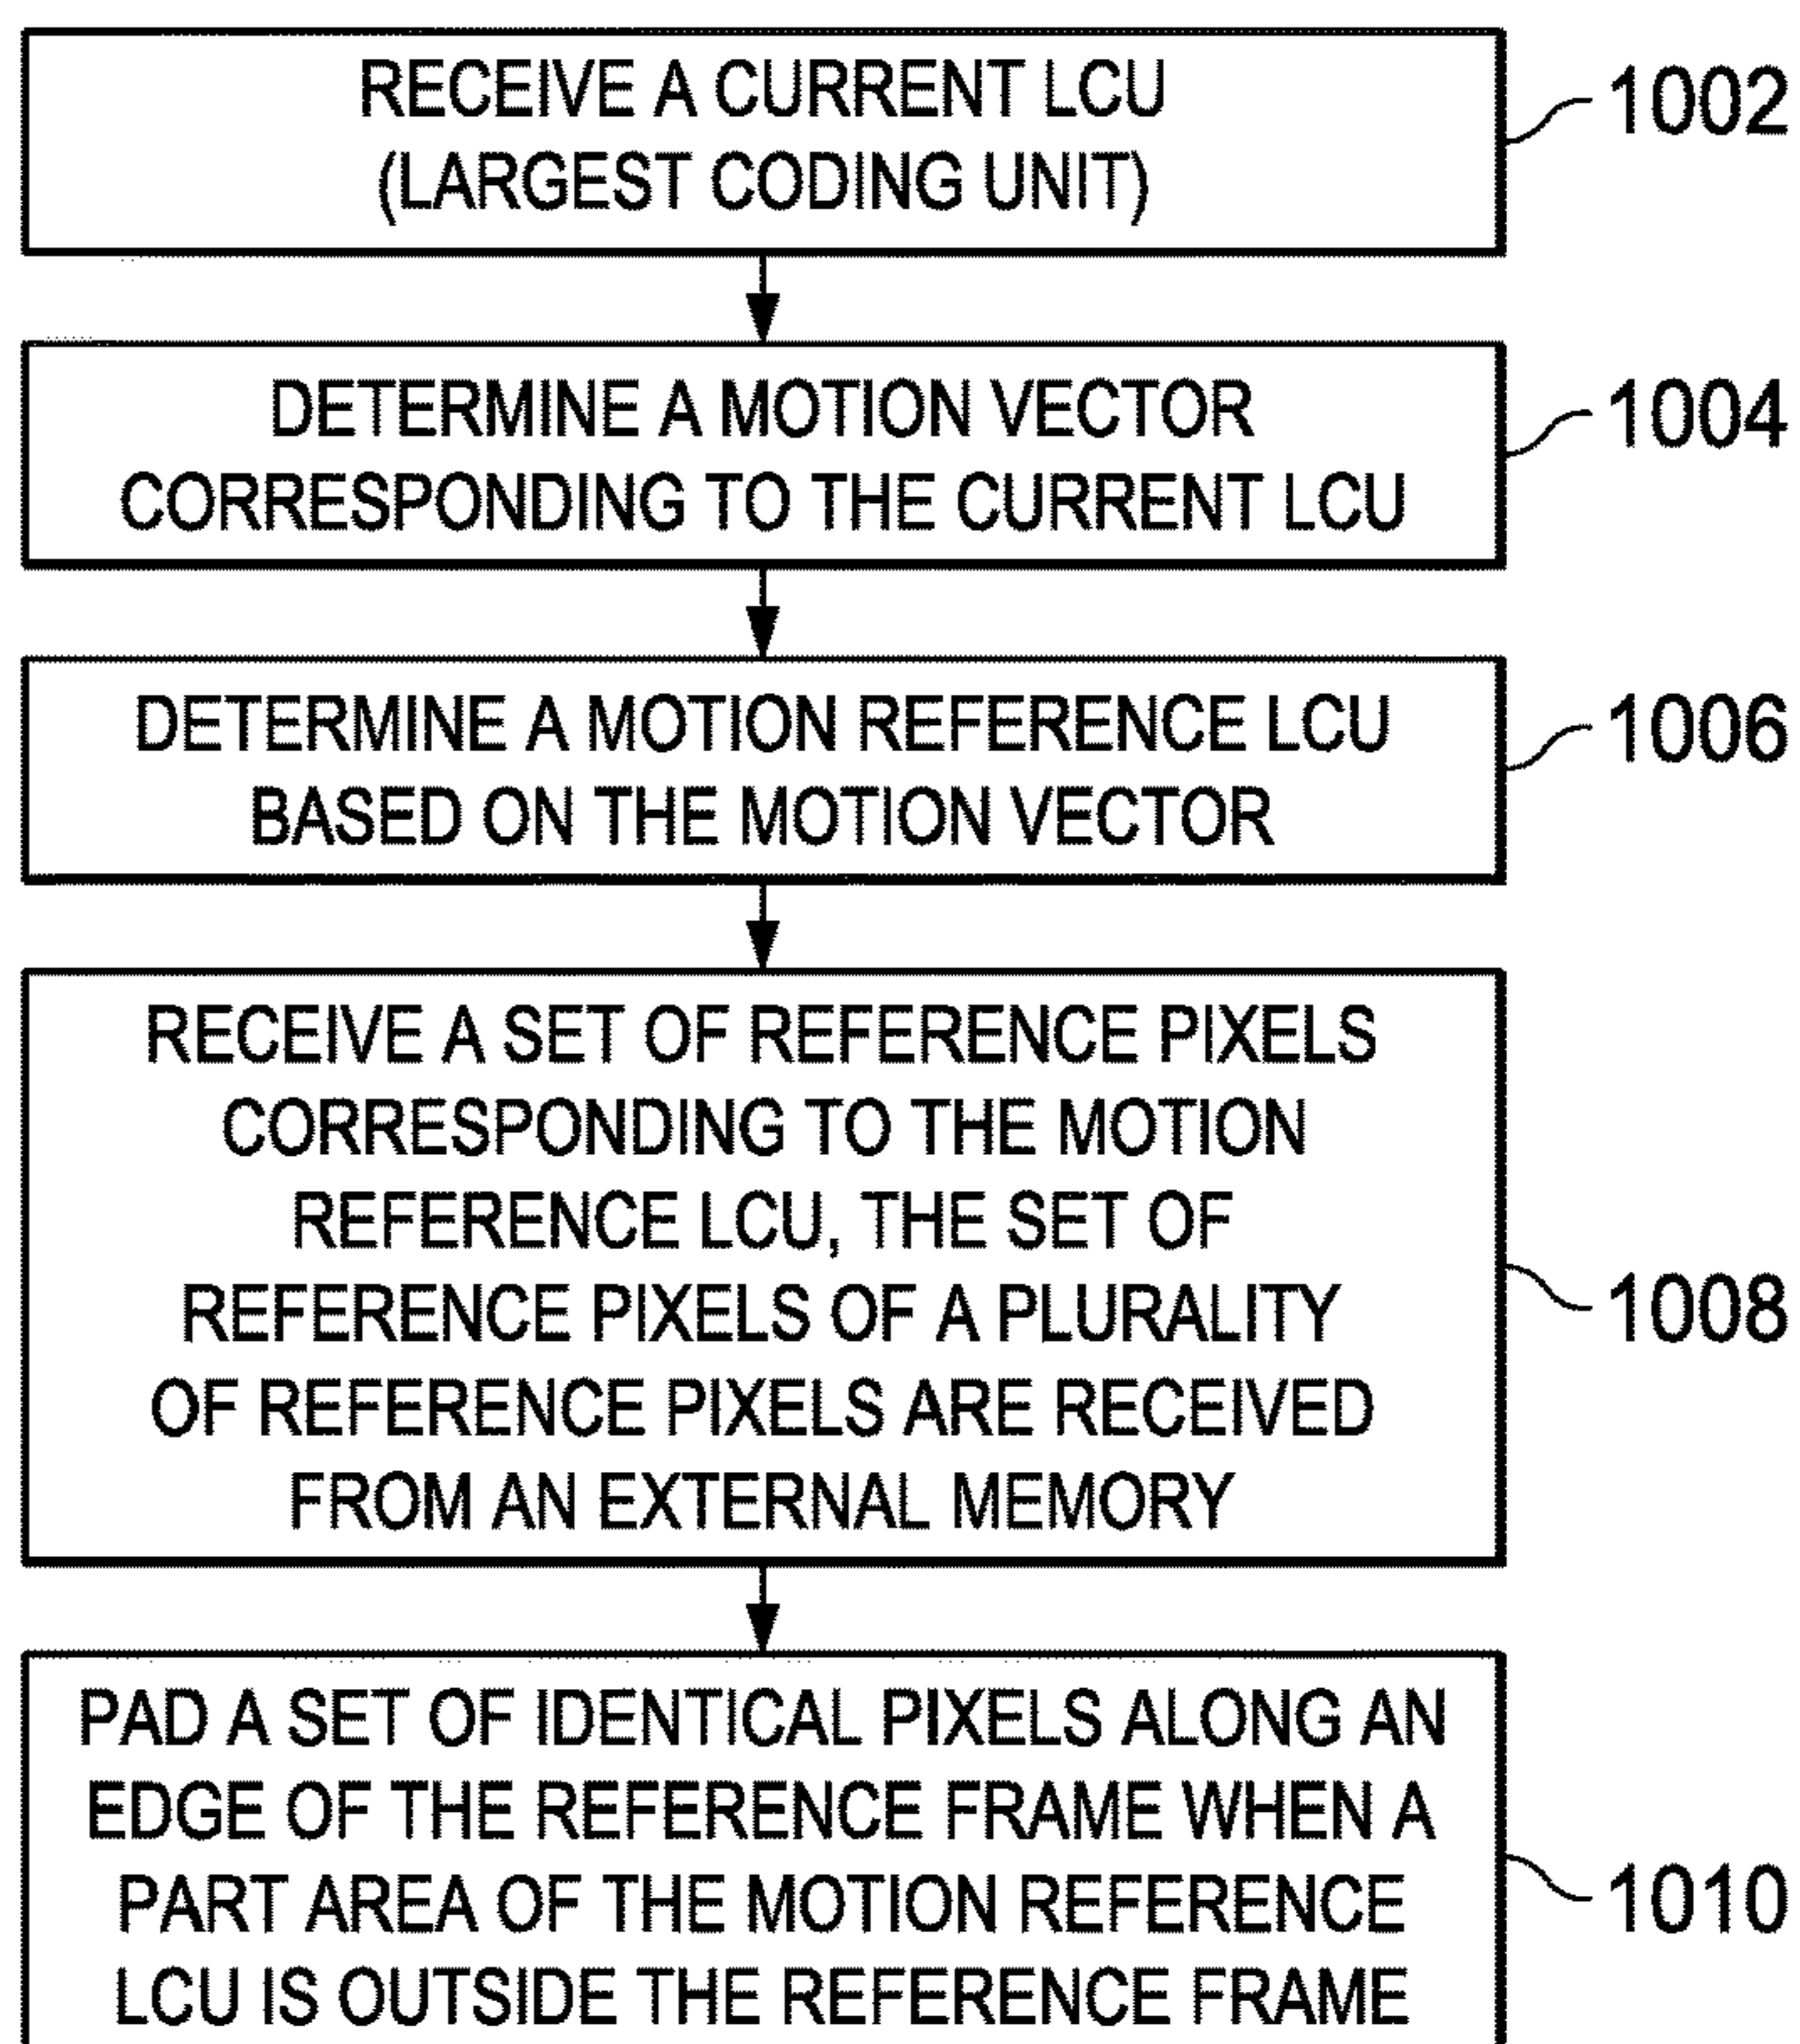 RECEIVE A CURRENT LCU
(LARGEST CODING UNIT)
1002
DETERMINE A MOTION VECTOR
CORRESPONDING TO THE CURRENT LCU
1004
DETERMINE A MOTION REFERENCE LCU
BASED ON THE MOTION VECTOR
1006
RECEIVE A SET OF REFERENCE PIXELS
CORRESPONDING TO THE MOTION
REFERENCE LCU, THE SET OF
REFERENCE PIXELS OF A PLURALITY
OF REFERENCE PIXELS ARE RECEIVED
FROM AN EXTERNAL MEMORY
1008
PAD A SET OF IDENTICAL PIXELS ALONG AN
EDGE OF THE REFERENCE FRAME WHEN A
PART AREA OF THE MOTION REFERENCE
LCU IS OUTSIDE THE REFERENCE FRAME
1010